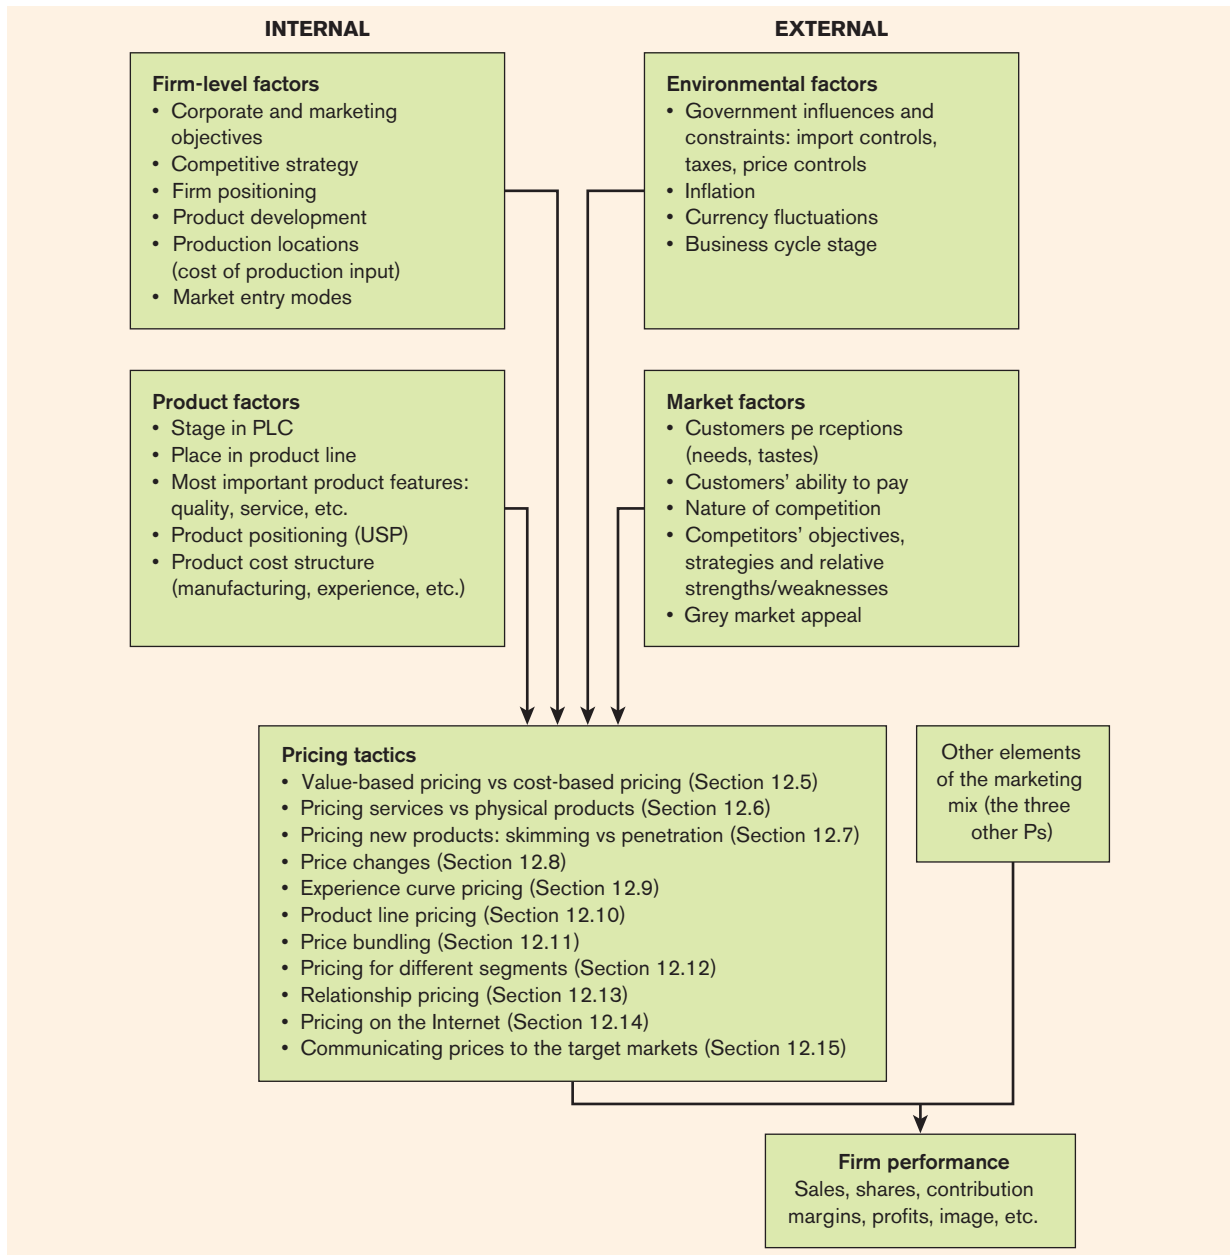 INTERNAL
EXTERNAL
Firm-level factors
• Corporate and marketing
objectives
• Competitive strategy
• Firm positioning
• Product development
• Production locations
(cost of production input)
• Market entry modes
Environmental factors
• Government influences and
constraints: import controls,
taxes, price controls
• Inflation
• Currency fluctuations
• Business cycle stage
Product factors
• Stage in PLC
• Place in product line
• Most important product features:
quality, service, etc.
• Product positioning (USP)
• Product cost structure
(manufacturing, experience, etc.)
Market factors
• Customers pe rceptions
(needs, tastes)
• Customers’ ability to pay
• Nature of competition
• Competitors’ objectives,
strategies and relative
strengths/weaknesses
• Grey market appeal
Pricing tactics
• Value-based pricing vs cost-based pricing (Section 12.5)
• Pricing services vs physical products (Section 12.6)
• Pricing new products: skimming vs penetration (Section 12.7)
• Price changes (Section 12.8)
• Experience curve pricing (Section 12.9)
• Product line pricing (Section 12.10)
• Price bundling (Section 12.11)
• Pricing for different segments (Section 12.12)
• Relationship pricing (Section 12.13)
• Pricing on the Internet (Section 12.14)
• Communicating prices to the target markets (Section 12.15)
Other elements
of the marketing
mix (the three
other Ps)
Firm performance
Sales, shares, contribution
margins, profits, image, etc.